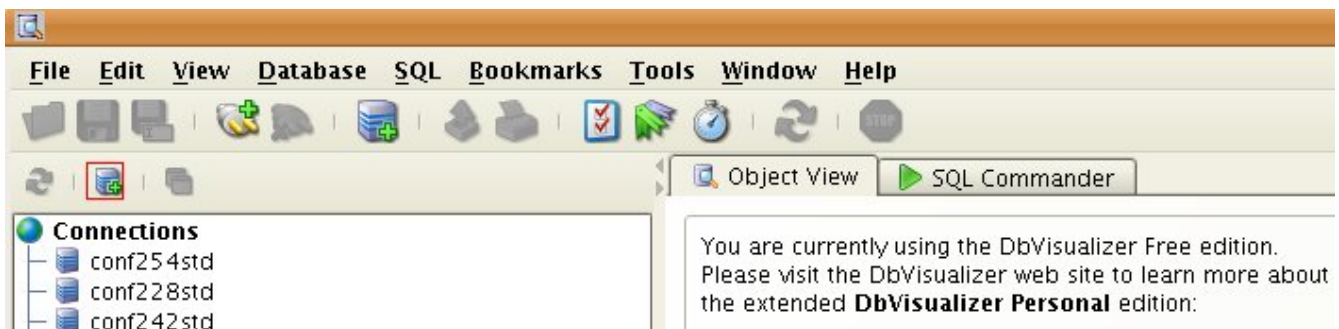 File Edit View Database SQL Bookmarks Tools Window Help
STOP
Object View SQL Commander
Connections
conf254std
conf228std
conf242std
You are currently using the DbVisualizer Free edition.
Please visit the DbVisualizer web site to learn more about
the extended DbVisualizer Personal edition: